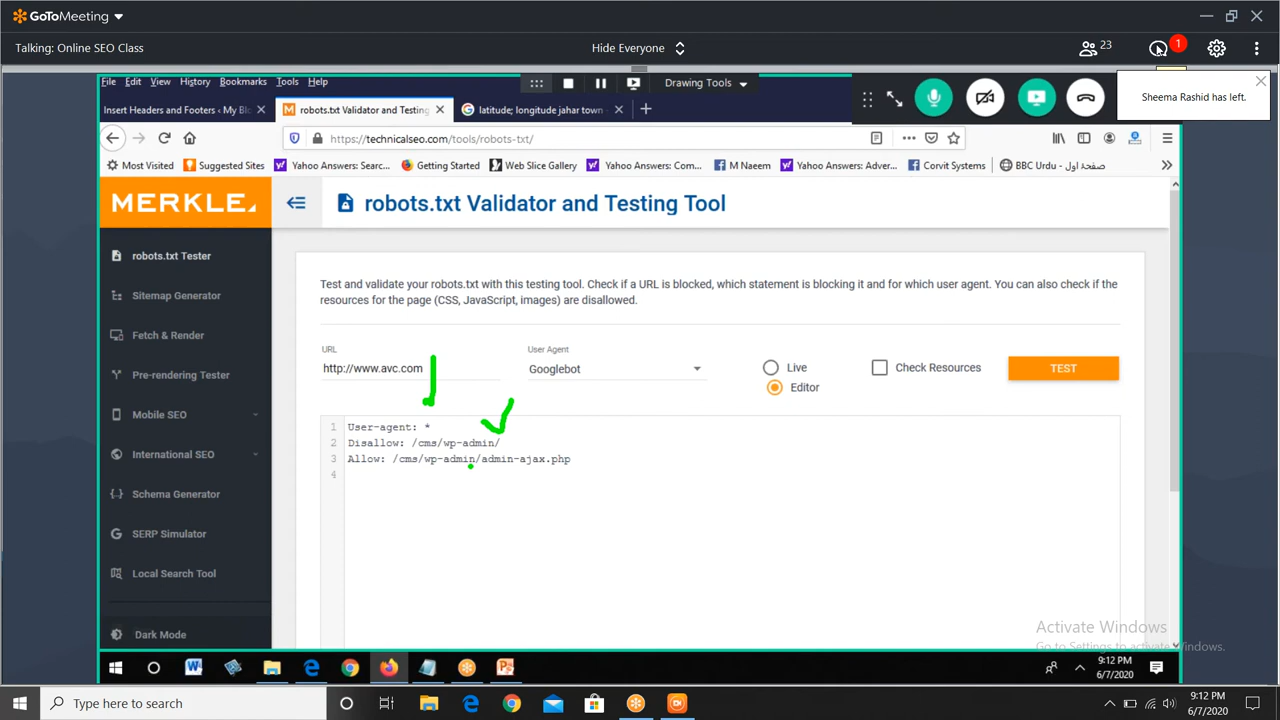 GoToMeeting
Talking: Online SEO Class
Hide Everyone
23
1
Sheema Rashid has left.
File Edit View History Bookmarks Tools Help
Drawing Tools
Insert Headers and Footers ‹ My Blo
robots.txt Validator and Testing
latitude; longitude jahar town -
https://technicalseo.com/tools/robots-txt/
Most Visited Suggested Sites Yahoo Answers: Searc... Getting Started Web Slice Gallery Yahoo Answers: Com... M Naeem Yahoo Answers: Adver... Corvit Systems BBC Urdu - صفحۂ اول
MERKLE
robots.txt Validator and Testing Tool
robots.txt Tester
Sitemap Generator
Fetch & Render
Pre-rendering Tester
Mobile SEO
International SEO
Schema Generator
SERP Simulator
Local Search Tool
Dark Mode
Test and validate your robots.txt with this testing tool. Check if a URL is blocked, which statement is blocking it and for which user agent. You can also check if the
resources for the page (CSS, JavaScript, images) are disallowed.
URL
http://www.avc.com
User Agent
Googlebot
Live
Editor
Check Resources
TEST
1 User-agent: *
2 Disallow: /cms/wp-admin/
3 Allow: /cms/wp-admin/admin-ajax.php
4
Activate Windows
Go to Settings to activate Windows.
9:12 PM
6/7/2020
Type here to search
9:12 PM
6/7/2020